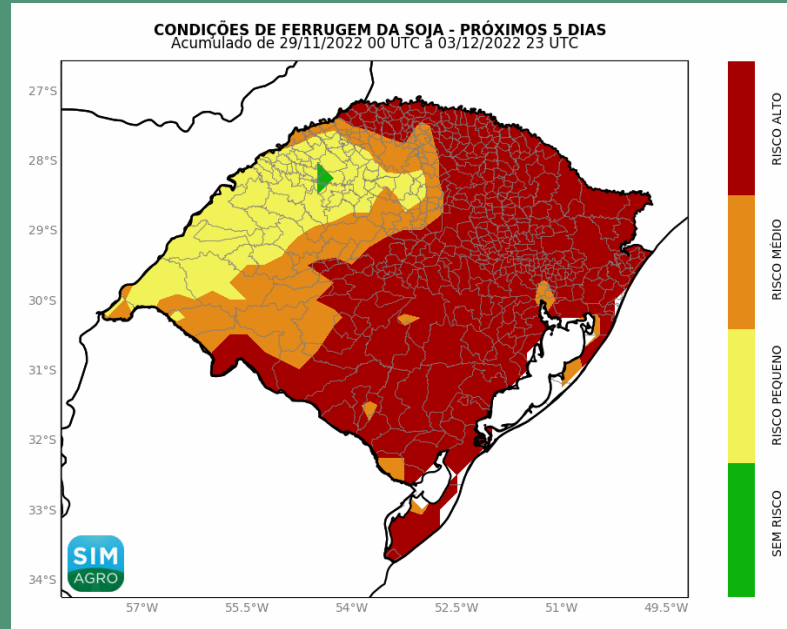 CONDIÇÕES DE FERRUGEM DA SOJA - PRÓXIMOS 5 DIAS
Acumulado de 29/11/2022 00 UTC à 03/12/2022 23 UTC
27°S
28°S
29°S
30°S
31°S
32°S
33°S
34°S
57°W
55.5°W
54°W
52.5°W
51°W
49.5°W
RISCO ALTO
RISCO MÉDIO
RISCO PEQUENO
SEM RISCO
SIM
AGRO